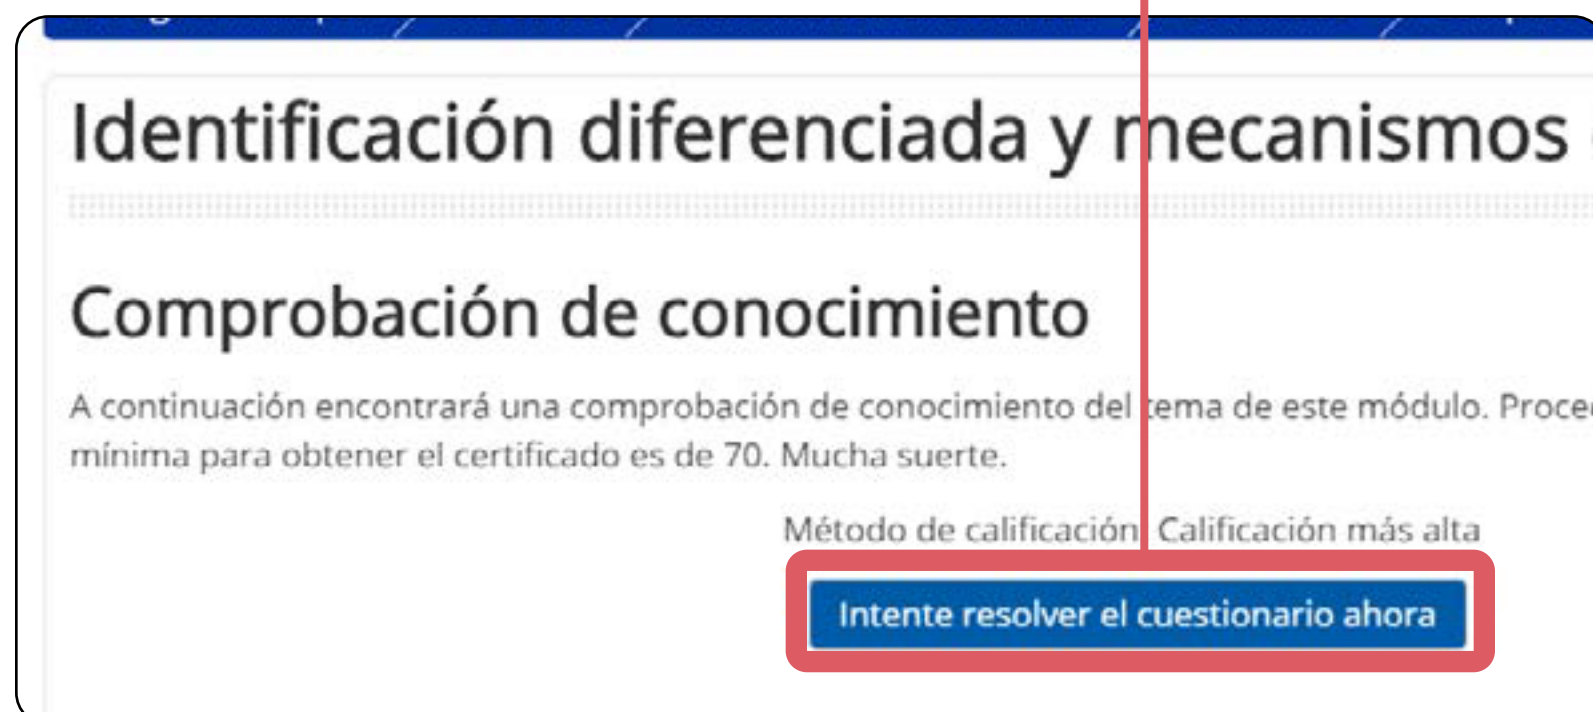 Identificación diferenciada y mecanismos
Comprobación de conocimiento
A continuación encontrará una comprobación de conocimiento del tema de este módulo.
mínima para obtener el certificado es de 70. Mucha suerte.
Método de calificación: Calificación más alta
Intente resolver el cuestionario ahora